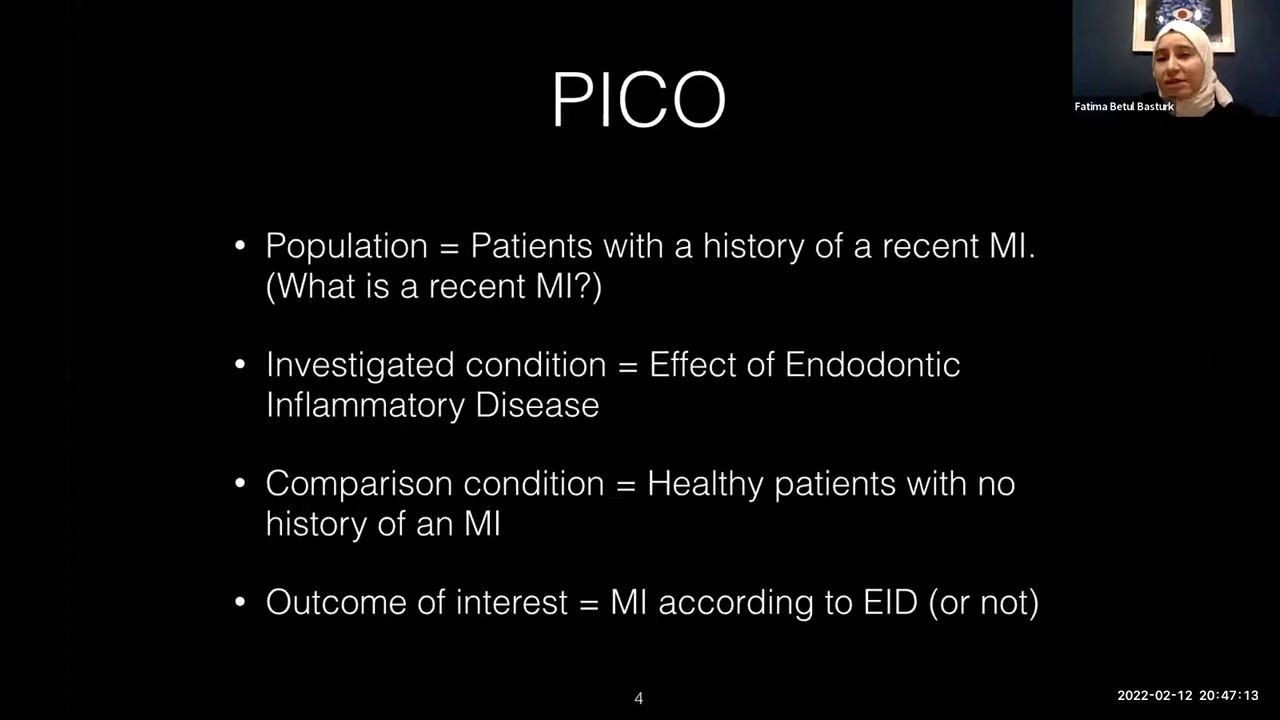 PICO
Fatima Betul Basturk
• Population = Patients with a history of a recent MI.
(What is a recent MI?)
• Investigated condition = Effect of Endodontic
Inflammatory Disease
• Comparison condition = Healthy patients with no
history of an MI
• Outcome of interest = MI according to EID (or not)
4
2022-02-12 20:47:13